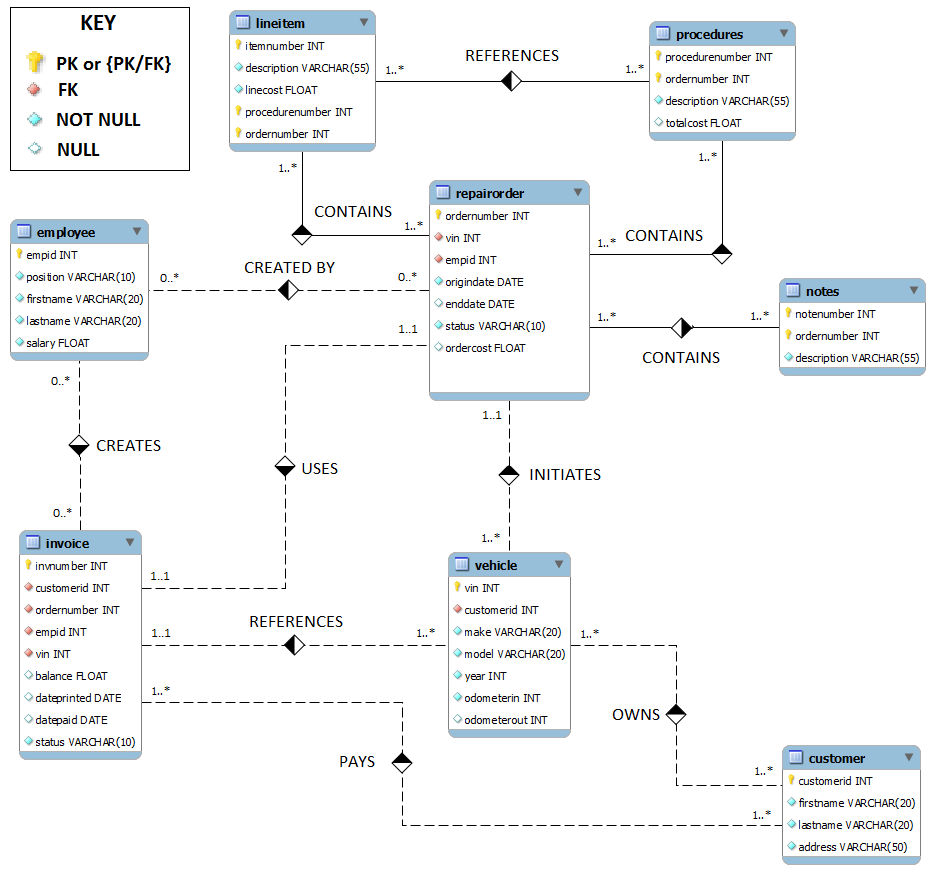 KEY
PK or {PK/FK}
FK
NOT NULL
NULL
lineitem
itemnumber INT
description VARCHAR(55)
linecost FLOAT
procedurenumber INT
ordernumber INT
1..*
REFERENCES
1..*
procedures
procedurenumber INT
ordernumber INT
description VARCHAR(55)
totalcost FLOAT
1..*
CONTAINS
1..*
1..*
CONTAINS
1..*
repairorder
ordernumber INT
vin INT
empid INT
origindate DATE
enddate DATE
status VARCHAR(10)
ordercost FLOAT
employee
empid INT
position VARCHAR(10)
firstname VARCHAR(20)
lastname VARCHAR(20)
salary FLOAT
0..*
CREATED BY
0..*
1..*
CONTAINS
1..*
notes
notenumber INT
ordernumber INT
description VARCHAR(55)
0..*
CREATES
0..*
1..1
USES
1..1
1..1
INITIATES
1..*
invoice
invnumber INT
customerid INT
ordernumber INT
empid INT
vin INT
balance FLOAT
dateprinted DATE
datepaid DATE
status VARCHAR(10)
1..1
REFERENCES
1..*
vehicle
vin INT
customerid INT
make VARCHAR(20)
model VARCHAR(20)
year INT
odometerin INT
odometerout INT
1..*
OWNS
1..*
1..*
PAYS
1..*
customer
customerid INT
firstname VARCHAR(20)
lastname VARCHAR(20)
address VARCHAR(50)